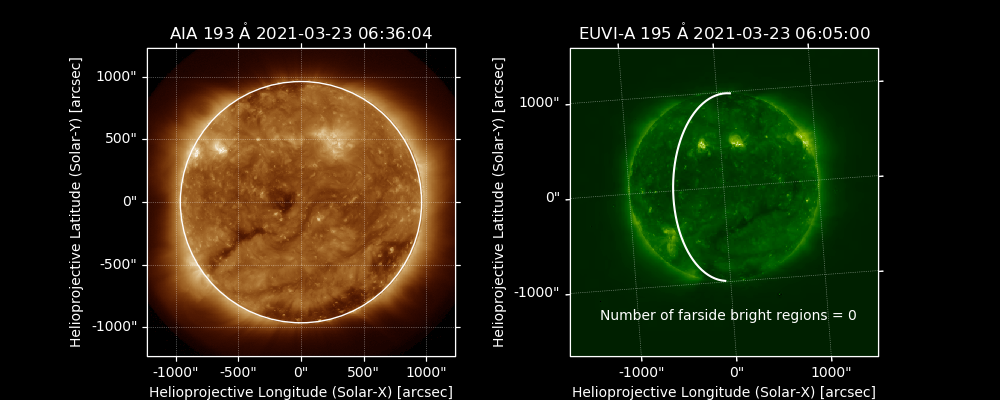 AIA 193 Å 2021-03-23 06:36:04
EUVI-A 195 Å 2021-03-23 06:05:00
Helioprojective Latitude (Solar-Y) [arcsec]
1000"
500"
0"
-500"
-1000"
-1000"
-500"
0"
500"
1000"
Helioprojective Longitude (Solar-X) [arcsec]
Helioprojective Latitude (Solar-Y) [arcsec]
1000"
0"
-1000"
Number of farside bright regions = 0
-1000"
0"
1000"
Helioprojective Longitude (Solar-X) [arcsec]